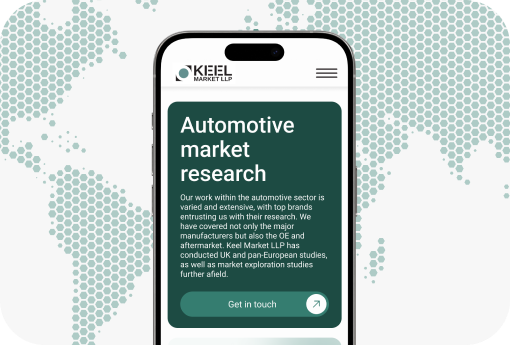 KEEL
MARKET LLP
Automotive
market
research
Our work within the automotive sector is
varied and extensive, with top brands
entrusting us with their research. We
have covered not only the major
manufacturers but also the OE and
aftermarket. Keel Market LLP has
conducted UK and pan-European studies,
as well as market exploration studies
further afield.
Get in touch